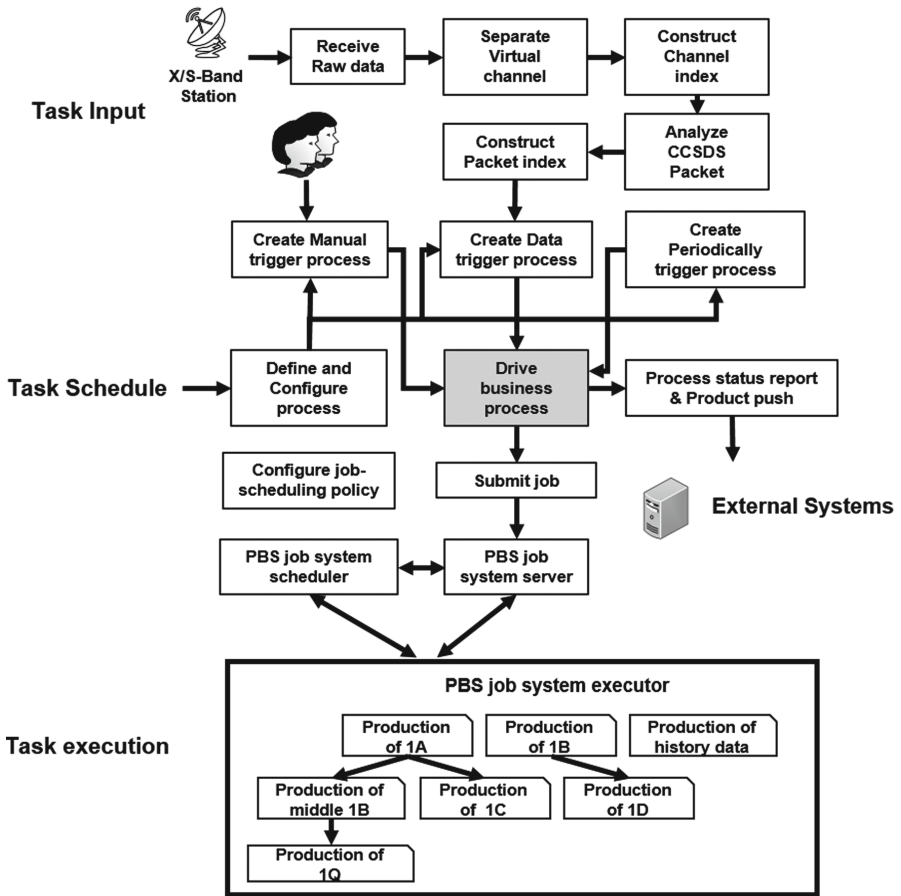 X/S-Band
Station
Receive
Raw data
Separate
Virtual
channel
Construct
Channel
index
Task Input
Construct
Packet index
Analyze
CCSDS
Packet
Create Manual
trigger process
Create Data
trigger process
Create
Periodically
trigger process
Task Schedule
Define and
Configure
process
Drive
business
process
Process status report
& Product push
Configure job-
scheduling policy
Submit job
External Systems
PBS job system
scheduler
PBS job
system server
PBS job system executor
Task execution
Production
of 1A
Production
of 1B
Production of
history data
Production of
middle 1B
Production
of 1C
Production
of 1D
Production of
1Q